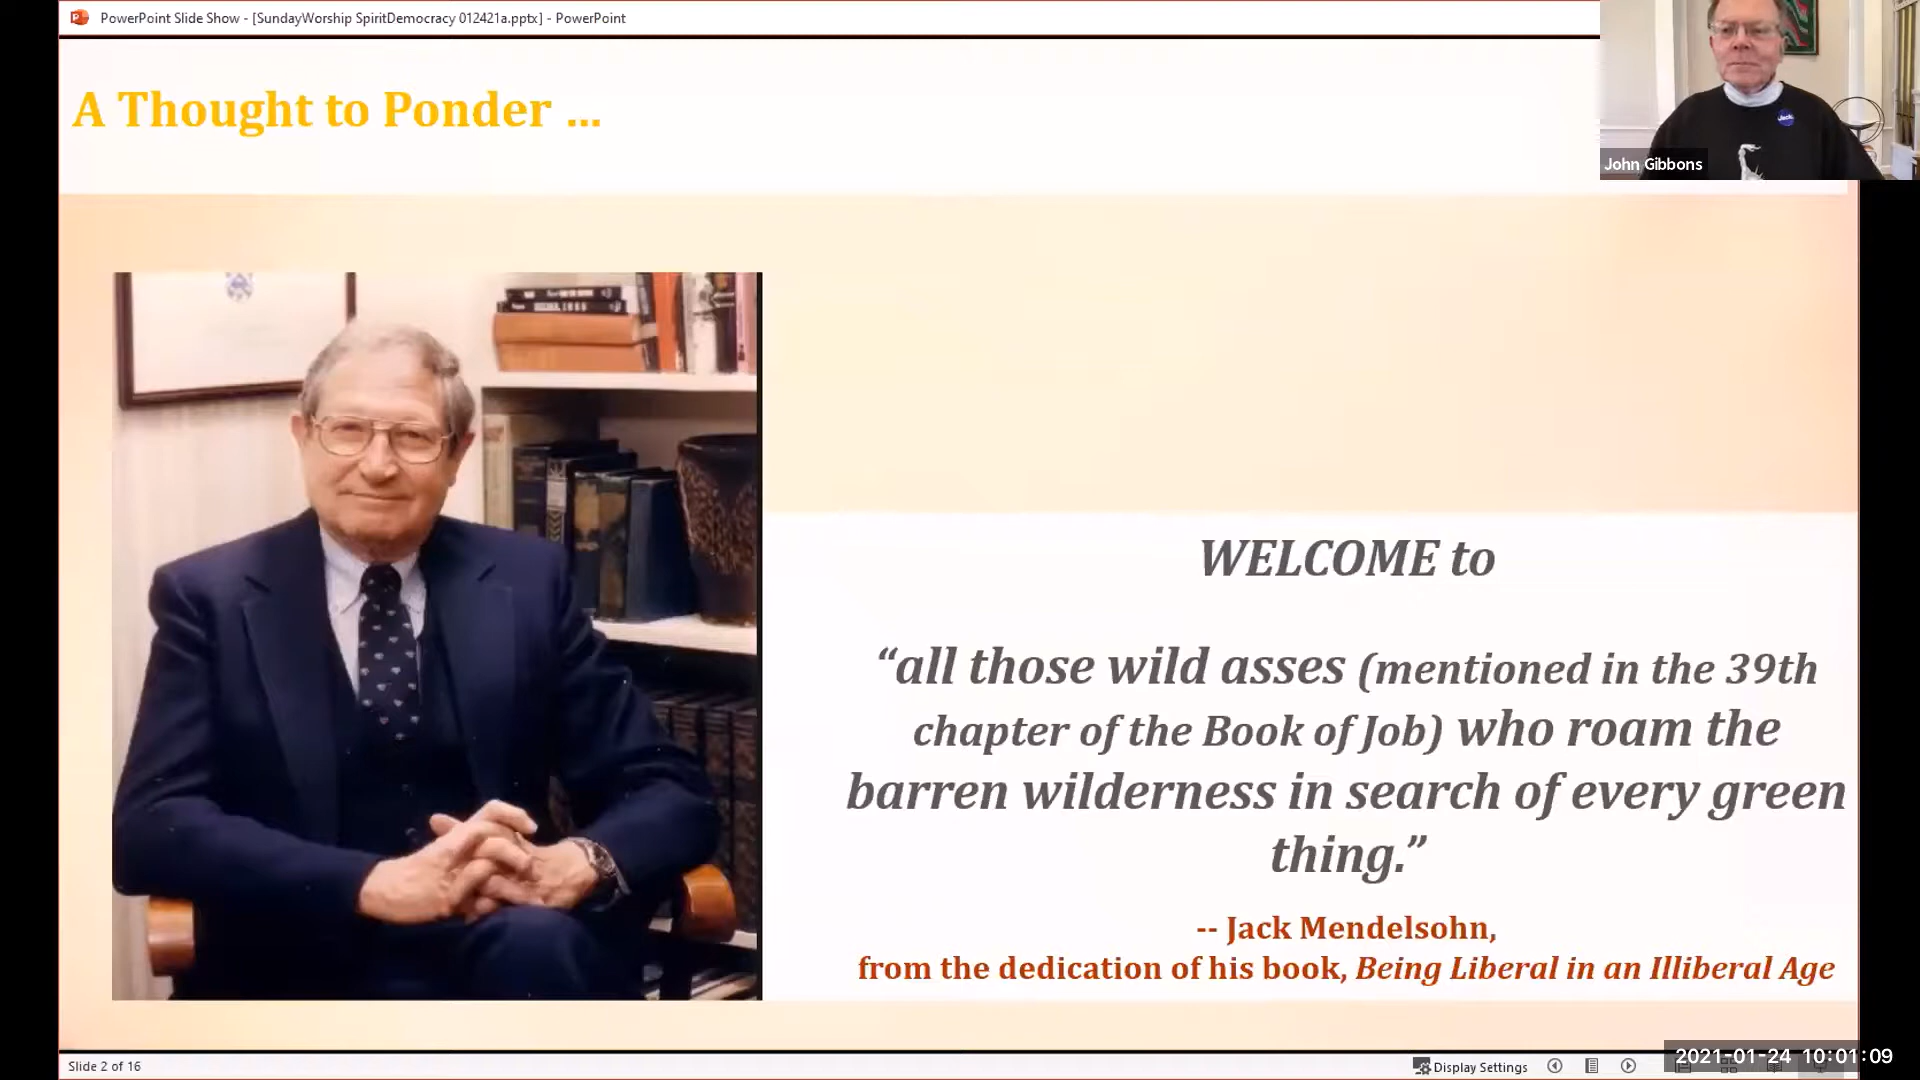 PowerPoint Slide Show - [SundayWorship SpiritDemocracy 012421a.pptx] - PowerPoint
A Thought to Ponder ...
Jack
John Gibbons
WELCOME to
“all those wild asses (mentioned in the 39th
chapter of the Book of Job) who roam the
barren wilderness in search of every green
thing.”
-- Jack Mendelsohn,
from the dedication of his book, Being Liberal in an Illiberal Age
Slide 2 of 16
Display Settings
2021-01-24 10:01:09